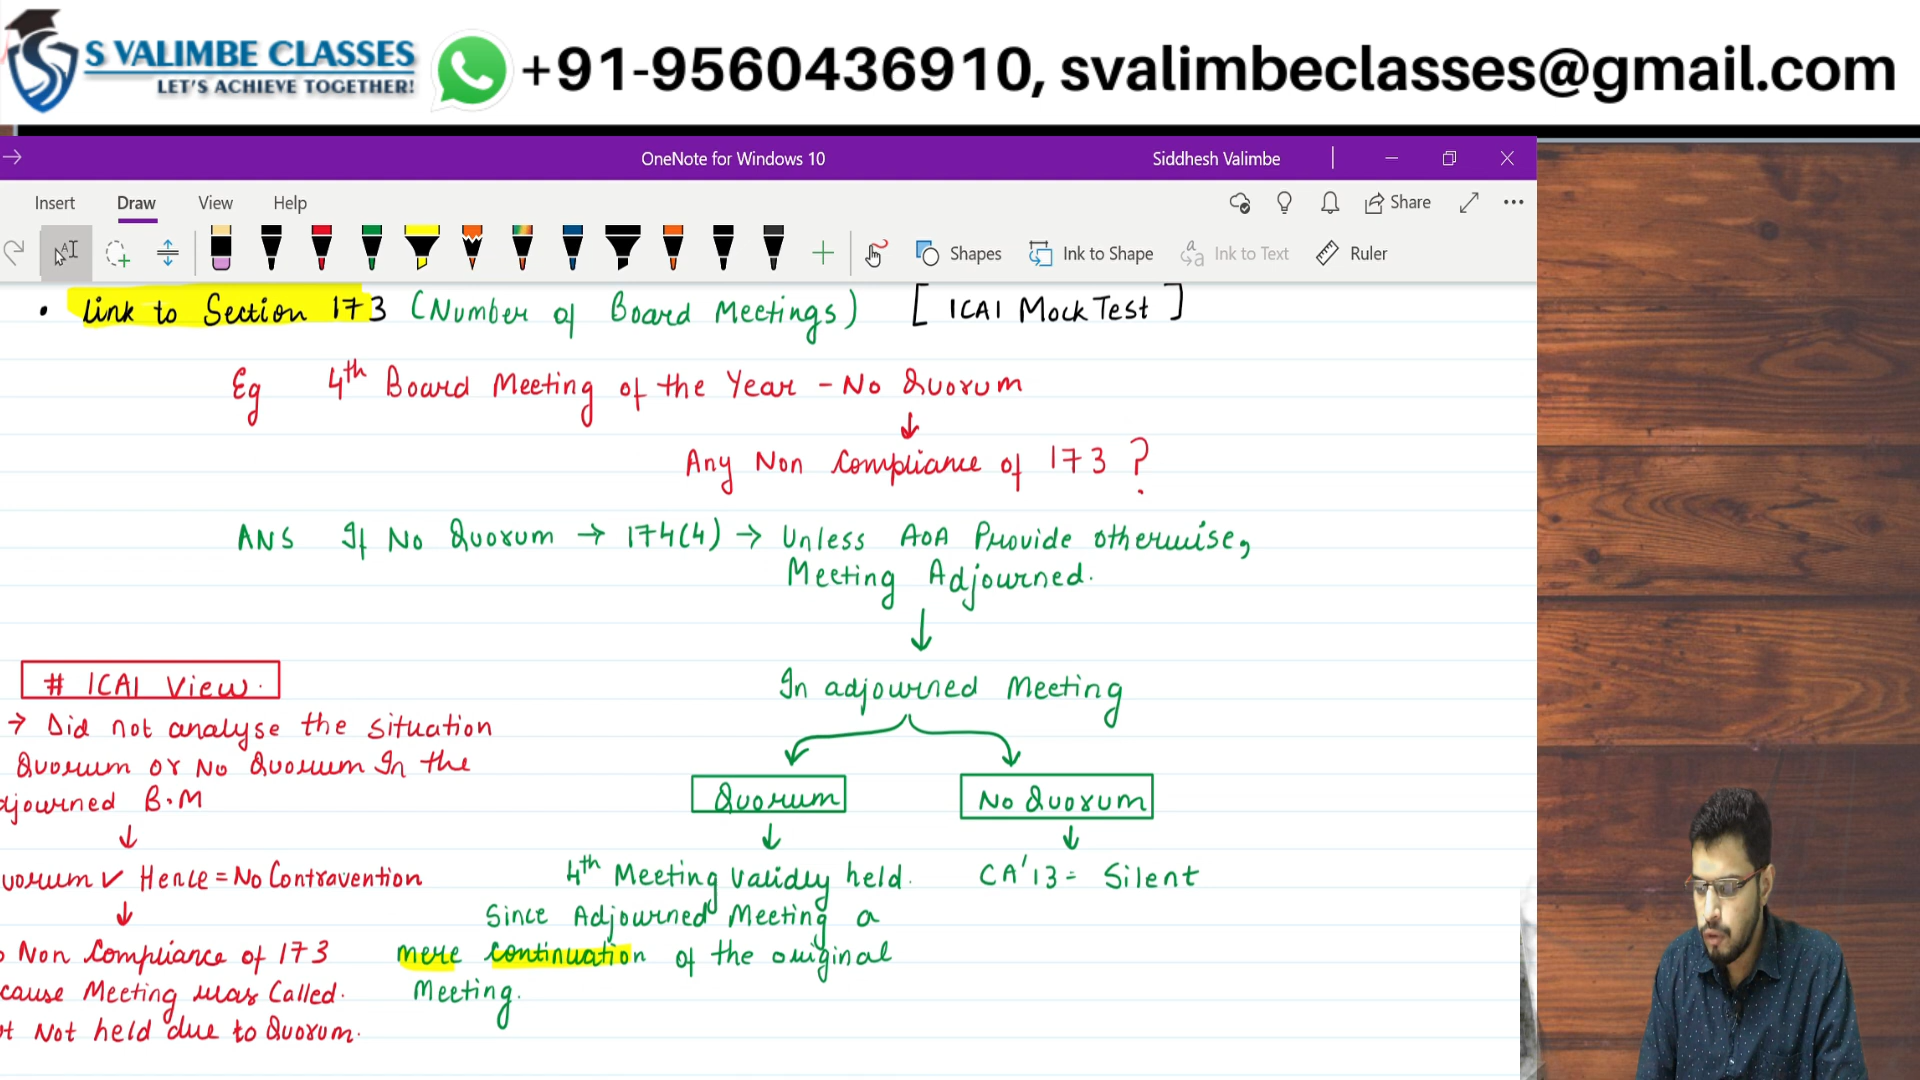 S VALIMBE CLASSES
LET'S ACHIEVE TOGETHER!
+91-9560436910, svalimbeclasses@gmail.com
OneNote for Windows 10
Siddhesh Valimbe
Insert Draw View Help
Share
Shapes Ink to Shape Ink to Text Ruler
• Link to Section 173 (Number of Board Meetings) [ICAI Mock Test]
Eg 4th Board Meeting of the Year - No Quorum
Any Non Compliance of 173 ?
ANS If No Quorum → 174(4) → Unless AoA Provide otherwise,
Meeting Adjourned.
In adjourned Meeting
Quorum
No Quorum
4th Meeting Validly held.
Since Adjourned Meeting a
mere continuation of the original
Meeting.
CA'13 = Silent
# ICAI View.
→ Did not analyse the situation
Quorum or No Quorum In the
djourned B.M
uorum ✓ Hence = No Contravention
o Non Compliance of 173
cause Meeting was Called.
t Not held due to Quorum.